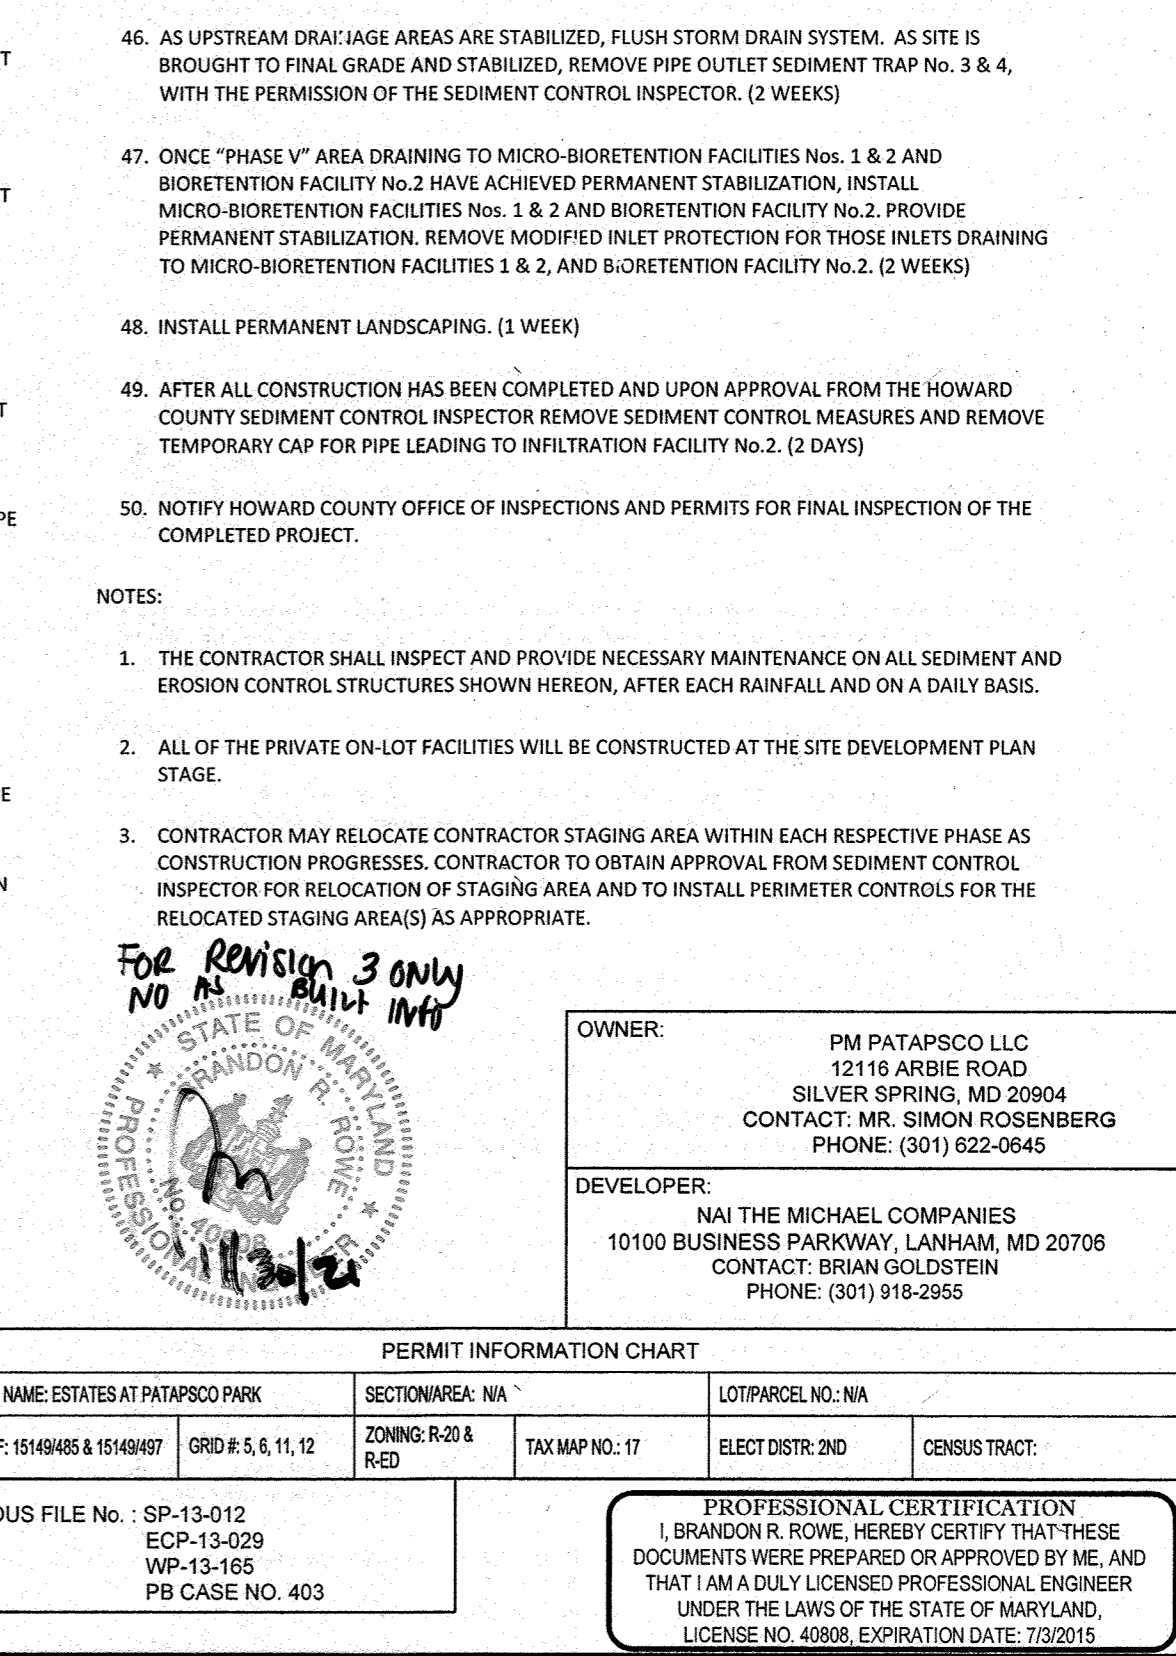 46. AS UPSTREAM DRAINAGE AREAS ARE STABILIZED, FLUSH STORM DRAIN SYSTEM. AS SITE IS
BROUGHT TO FINAL GRADE AND STABILIZED, REMOVE PIPE OUTLET SEDIMENT TRAP No. 3 & 4,
WITH THE PERMISSION OF THE SEDIMENT CONTROL INSPECTOR. (2 WEEKS)
47. ONCE "PHASE V" AREA DRAINING TO MICRO-BIORETENTION FACILITIES Nos. 1 & 2 AND
BIORETENTION FACILITY No.2 HAVE ACHIEVED PERMANENT STABILIZATION, INSTALL
MICRO-BIORETENTION FACILITIES Nos. 1 & 2 AND BIORETENTION FACILITY No.2. PROVIDE
PERMANENT STABILIZATION. REMOVE MODIFIED INLET PROTECTION FOR THOSE INLETS DRAINING
TO MICRO-BIORETENTION FACILITIES 1 & 2, AND BIORETENTION FACILITY No.2. (2 WEEKS)
48. INSTALL PERMANENT LANDSCAPING. (1 WEEK)
49. AFTER ALL CONSTRUCTION HAS BEEN COMPLETED AND UPON APPROVAL FROM THE HOWARD
COUNTY SEDIMENT CONTROL INSPECTOR REMOVE SEDIMENT CONTROL MEASURES AND REMOVE
TEMPORARY CAP FOR PIPE LEADING TO INFILTRATION FACILITY No.2. (2 DAYS)
50. NOTIFY HOWARD COUNTY OFFICE OF INSPECTIONS AND PERMITS FOR FINAL INSPECTION OF THE
COMPLETED PROJECT.
NOTES:
1. THE CONTRACTOR SHALL INSPECT AND PROVIDE NECESSARY MAINTENANCE ON ALL SEDIMENT AND
EROSION CONTROL STRUCTURES SHOWN HEREON, AFTER EACH RAINFALL AND ON A DAILY BASIS.
2. ALL OF THE PRIVATE ON-LOT FACILITIES WILL BE CONSTRUCTED AT THE SITE DEVELOPMENT PLAN
STAGE.
3. CONTRACTOR MAY RELOCATE CONTRACTOR STAGING AREA WITHIN EACH RESPECTIVE PHASE AS
CONSTRUCTION PROGRESSES. CONTRACTOR TO OBTAIN APPROVAL FROM SEDIMENT CONTROL
INSPECTOR FOR RELOCATION OF STAGING AREA AND TO INSTALL PERIMETER CONTROLS FOR THE
RELOCATED STAGING AREA(S) AS APPROPRIATE.
FOR Revision 3 ONLY
NO AS BUILT INFO
STATE OF MARYLAND
BRANDON R. ROWE
No. 40808
PROFESSIONAL ENGINEER
11/30/21
OWNER:
PM PATAPSCO LLC
12116 ARBIE ROAD
SILVER SPRING, MD 20904
CONTACT: MR. SIMON ROSENBERG
PHONE: (301) 622-0645
DEVELOPER:
NAI THE MICHAEL COMPANIES
10100 BUSINESS PARKWAY, LANHAM, MD 20706
CONTACT: BRIAN GOLDSTEIN
PHONE: (301) 918-2955
PERMIT INFORMATION CHART
NAME: ESTATES AT PATAPSCO PARK SECTION/AREA: N/A LOT/PARCEL NO.: N/A
F: 15149/485 & 15149/497 GRID #: 5, 6, 11, 12 ZONING: R-20 & R-ED TAX MAP NO.: 17 ELECT DISTR: 2ND CENSUS TRACT:
OUS FILE No. : SP-13-012
ECP-13-029
WP-13-165
PB CASE NO. 403
PROFESSIONAL CERTIFICATION
I, BRANDON R. ROWE, HEREBY CERTIFY THAT THESE
DOCUMENTS WERE PREPARED OR APPROVED BY ME, AND
THAT I AM A DULY LICENSED PROFESSIONAL ENGINEER
UNDER THE LAWS OF THE STATE OF MARYLAND,
LICENSE NO. 40808, EXPIRATION DATE: 7/3/2015